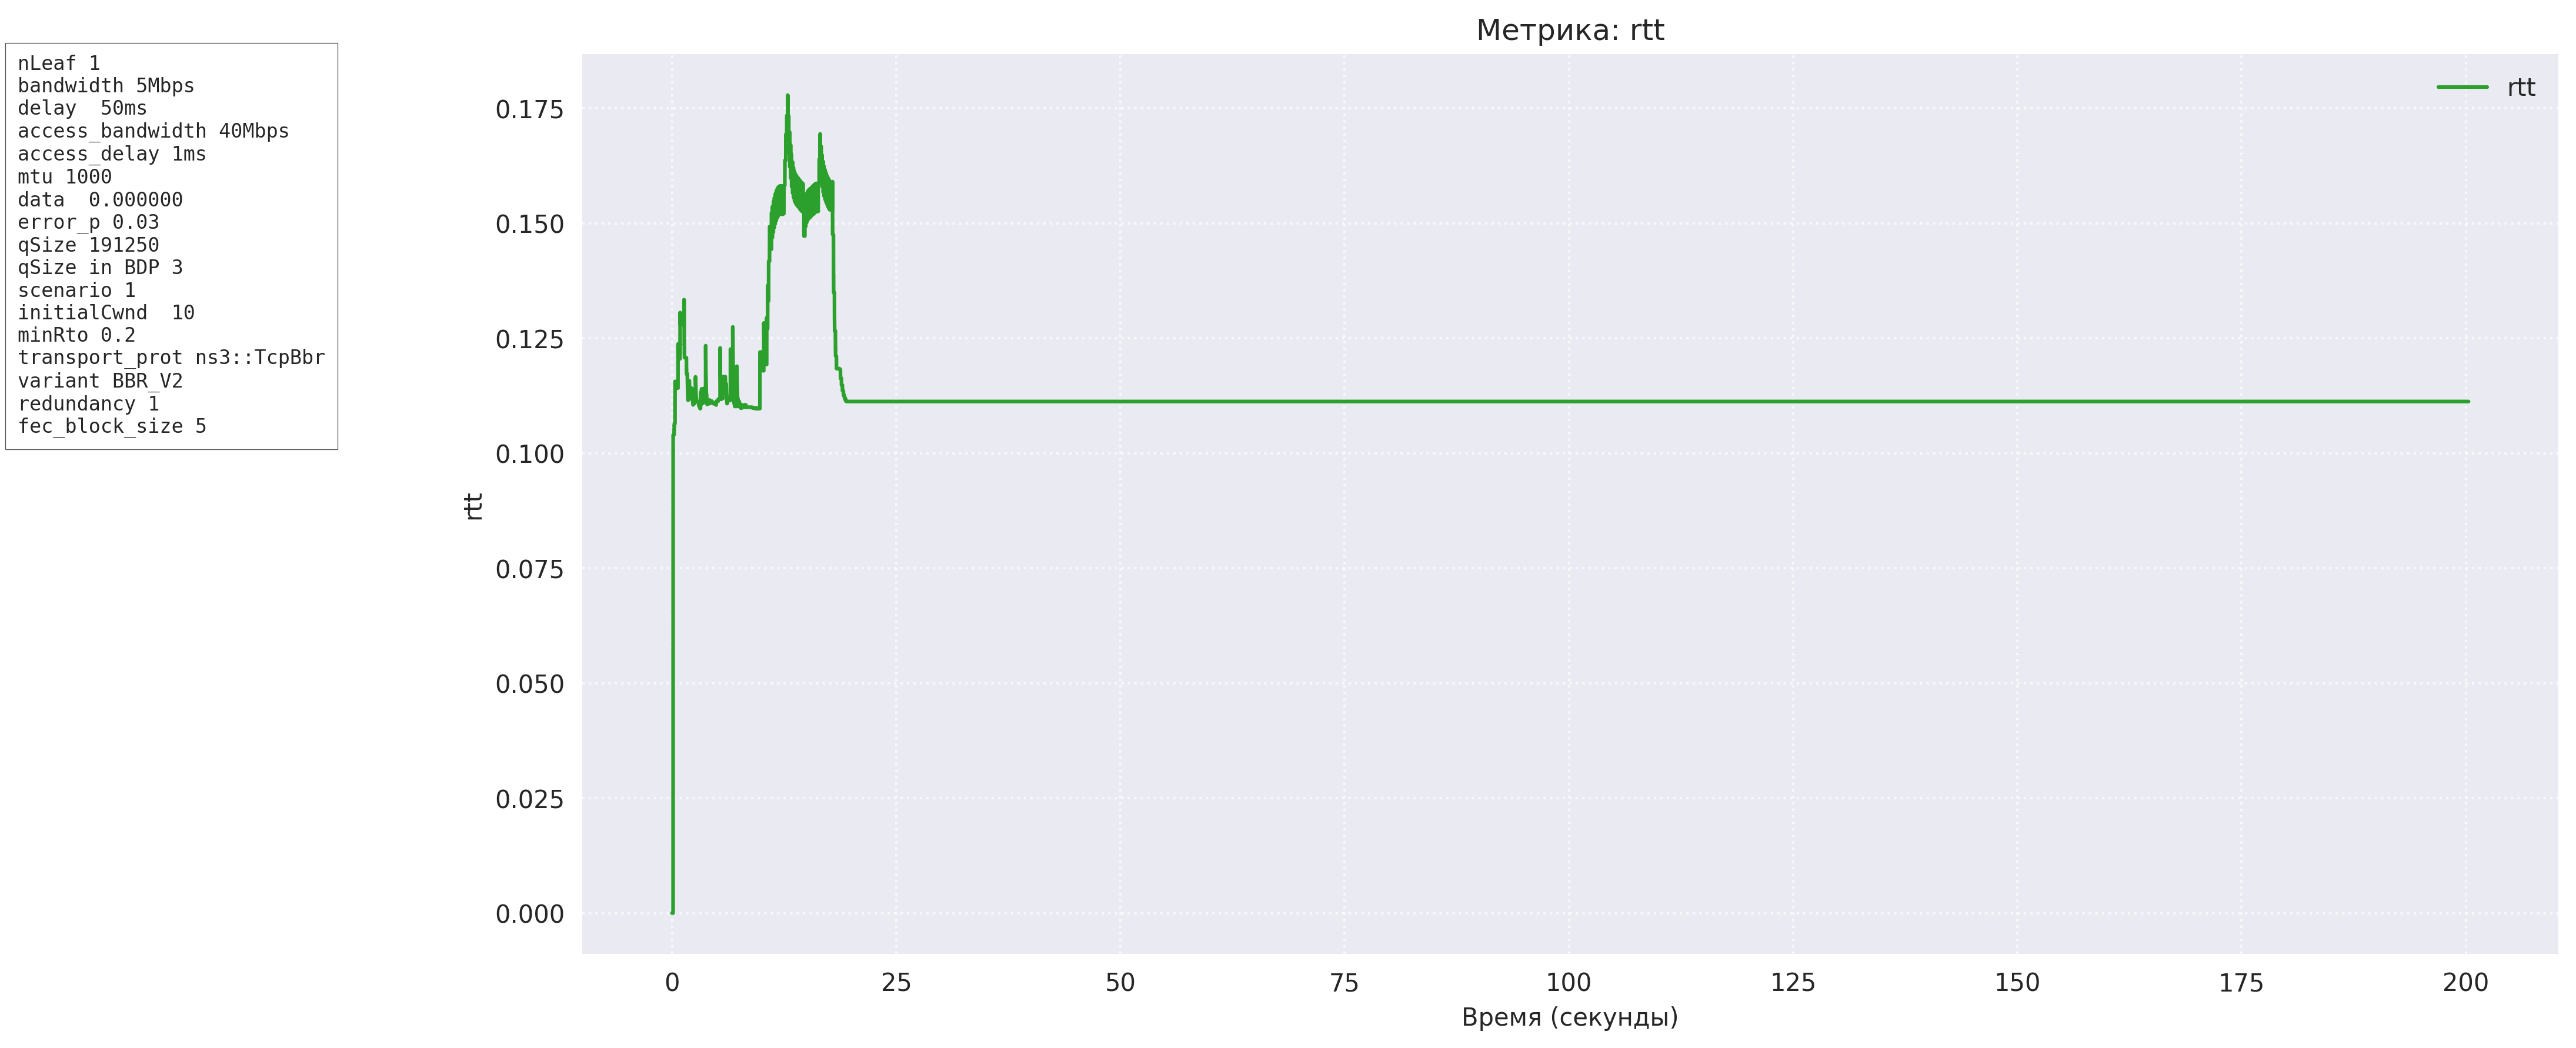 nLeaf 1
bandwidth 5Mbps
delay  50ms
access_bandwidth 40Mbps
access_delay 1ms
mtu 1000
data  0.000000
error_p 0.03
qSize 191250
qSize in BDP 3
scenario 1
initialCwnd  10
minRto 0.2
transport_prot ns3::TcpBbr
variant BBR_V2
redundancy 1
fec_block_size 5
Метрика: rtt
rtt
0.175
0.150
0.125
0.100
0.075
0.050
0.025
0.000
rtt
0 25 50 75 100 125 150 175 200
Время (секунды)